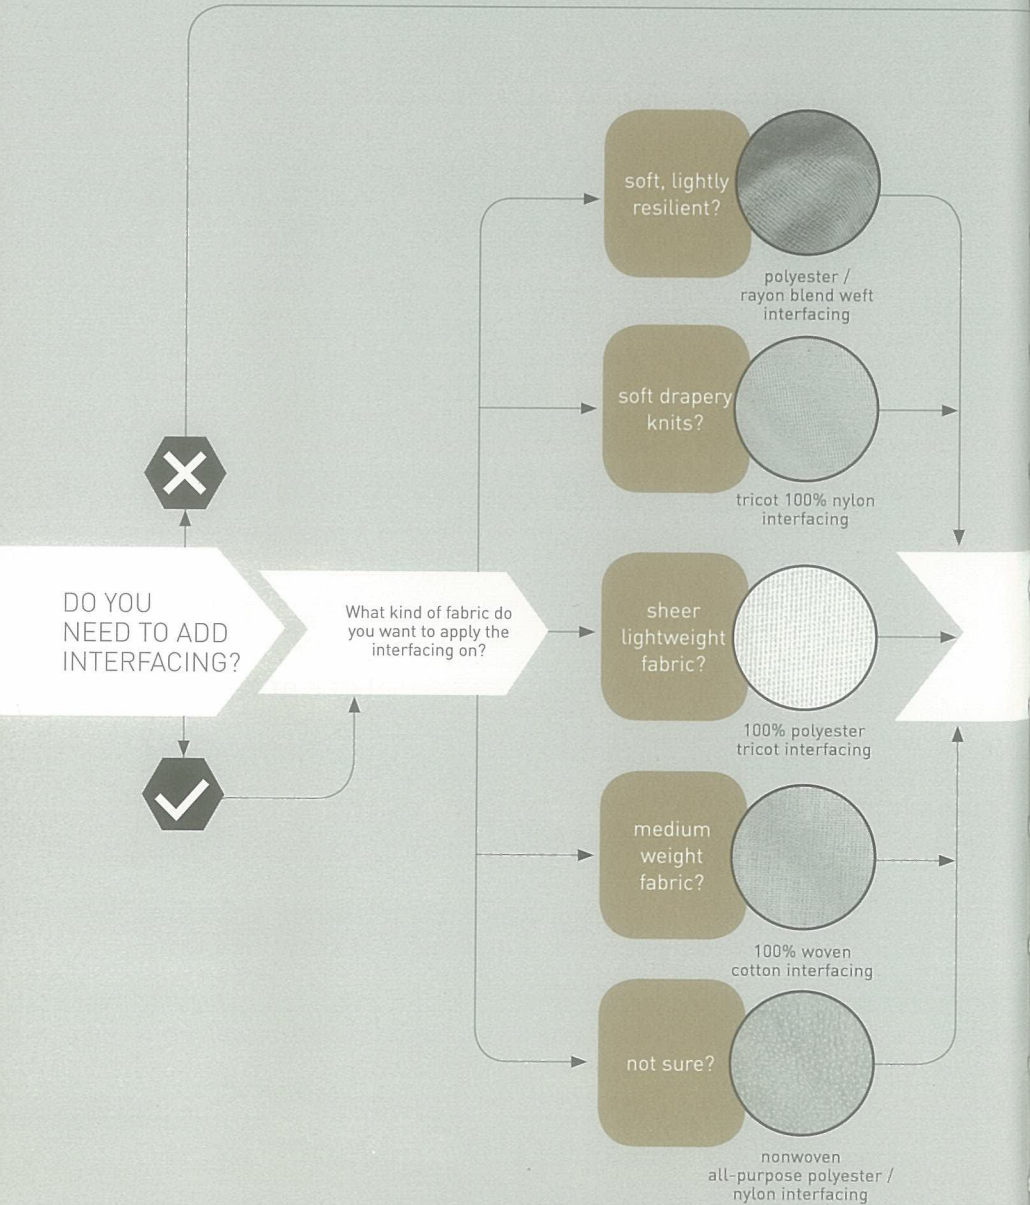 DO YOU
NEED TO ADD
INTERFACING?
What kind of fabric do
you want to apply the
interfacing on?
soft, lightly
resilient?
polyester /
rayon blend weft
interfacing
soft drapery
knits?
tricot 100% nylon
interfacing
sheer
lightweight
fabric?
100% polyester
tricot interfacing
medium
weight
fabric?
100% woven
cotton interfacing
not sure?
nonwoven
all-purpose polyester /
nylon interfacing